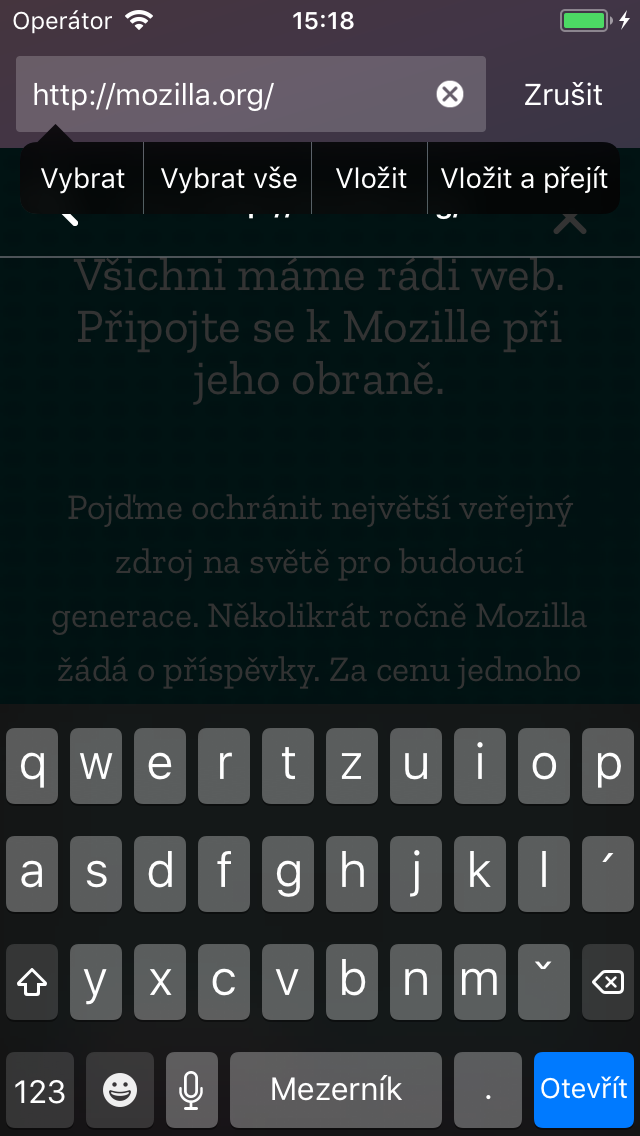 Operátor 15:18
http://mozilla.org/ Zrušit
Vybrat Vybrat vše Vložit Vložit a přejít
Všichni máme rádi web.
Připojte se k Mozille při
jeho obraně.
Pojďme ochránit největší veřejný
zdroj na světě pro budoucí
generace. Několikrát ročně Mozilla
žádá o příspěvky. Za cenu jednoho
q w e r t z u i o p
a s d f g h j k l ´
y x c v b n m ˇ
123 Mezerník . Otevřít